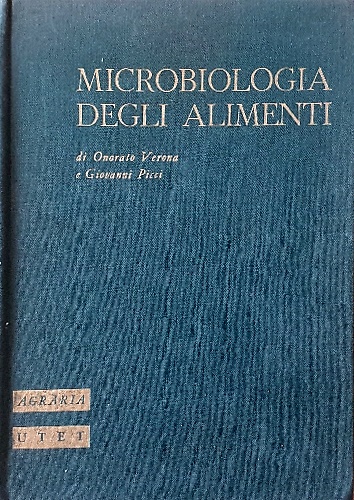 MICROBIOLOGIA
DEGLI ALIMENTI
di Onorato Verona
e Giovanni Picci
AGRARIA
UTET